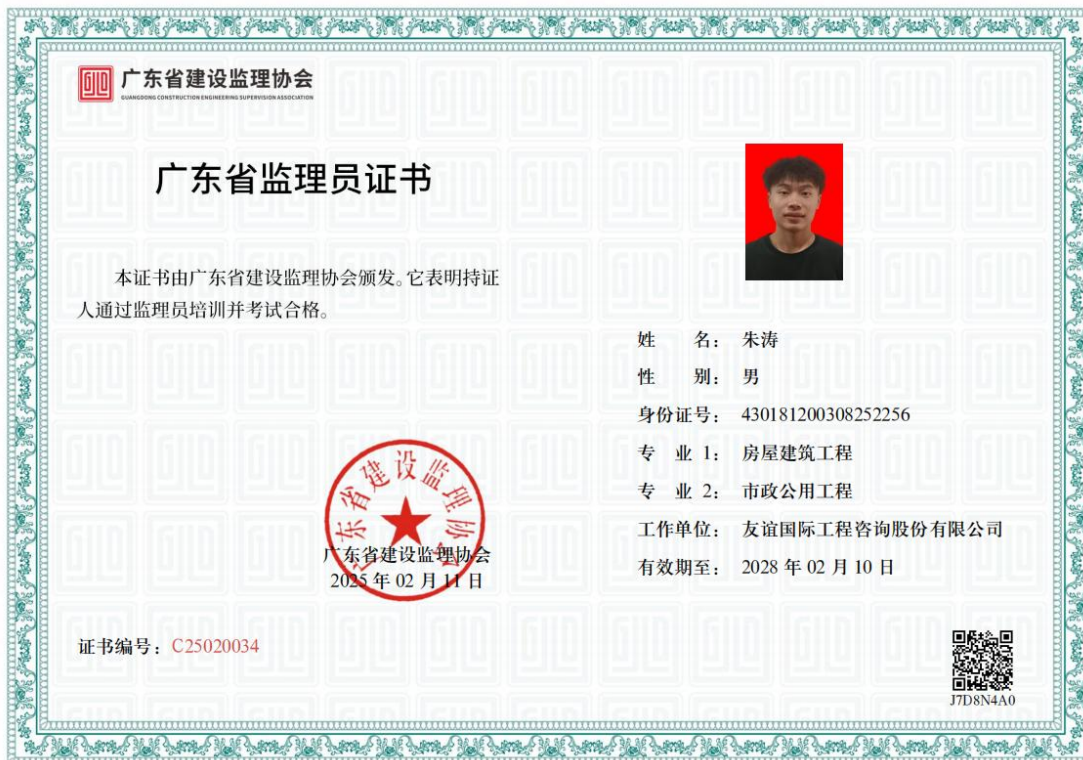 广东省建设监理协会
GUANGDONG CONSTRUCTION ENGINEERING SUPERVISION ASSOCIATION
广东省监理员证书
本证书由广东省建设监理协会颁发。它表明持证
人通过监理员培训并考试合格。
姓 名： 朱涛
性 别： 男
身份证号： 430181200308252256
专 业 1： 房屋建筑工程
专 业 2： 市政公用工程
工作单位： 友谊国际工程咨询股份有限公司
有效期至： 2028 年 02 月 10 日
广东省建设监理协会
广东省建设监理协会
2025 年 02 月 11 日
证书编号：C25020034
J7D8N4A0